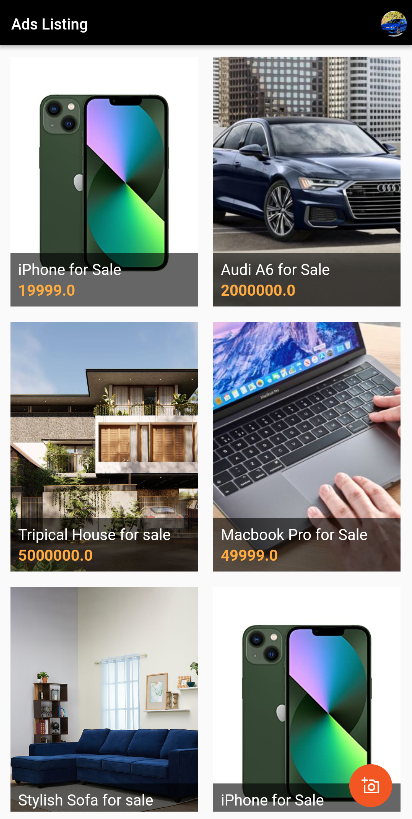 Ads Listing
iPhone for Sale
19999.0
Audi A6 for Sale
2000000.0
Tripical House for sale
5000000.0
Macbook Pro for Sale
49999.0
Stylish Sofa for sale
iPhone for Sale